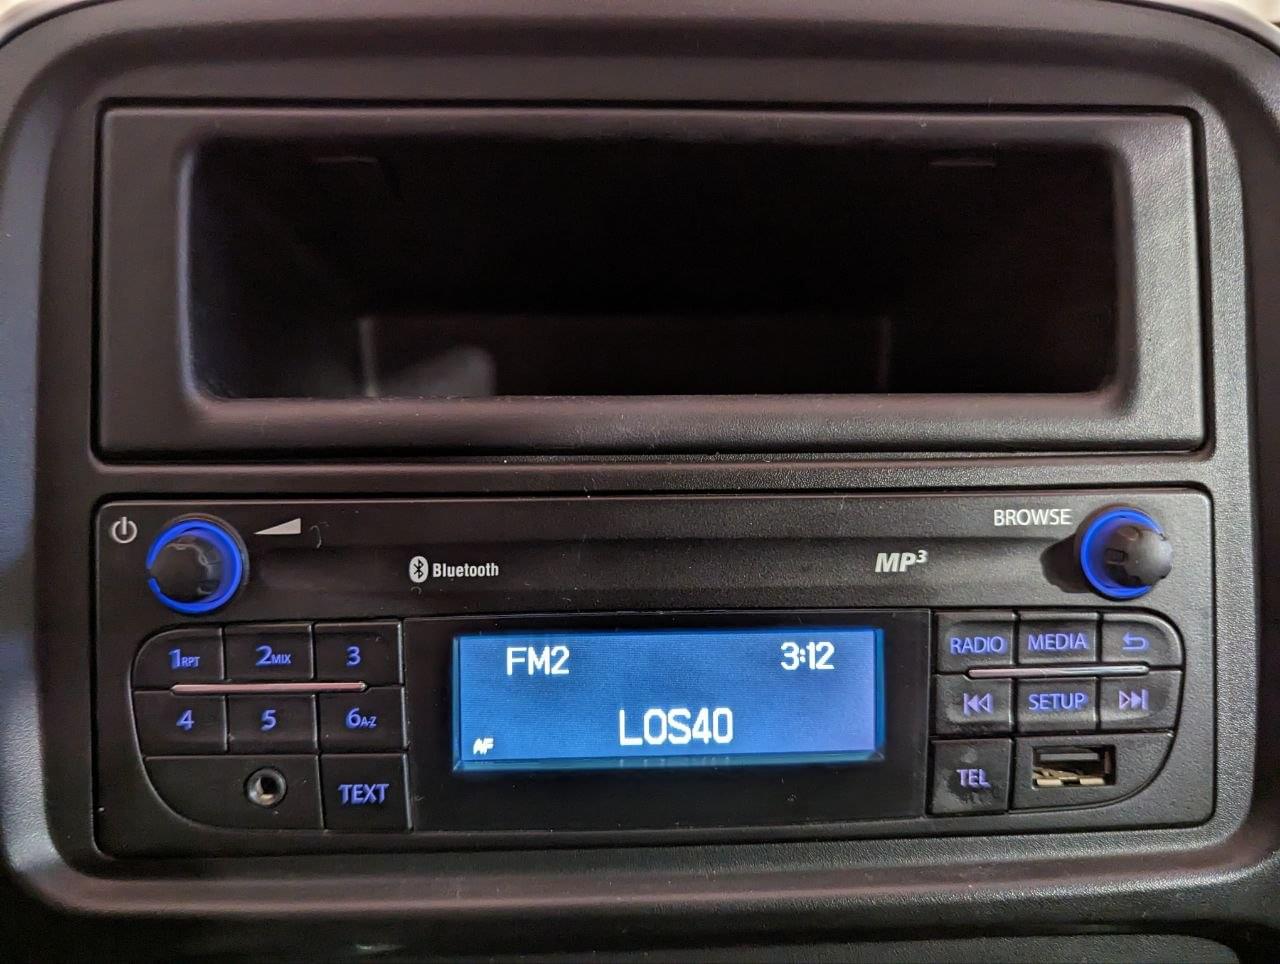 BROWSE
Bluetooth
MP3
1RPT 2MIX 3
4 5 6A-Z
TEXT
FM2 3:12
LOS40
AF
RADIO MEDIA
SETUP
TEL